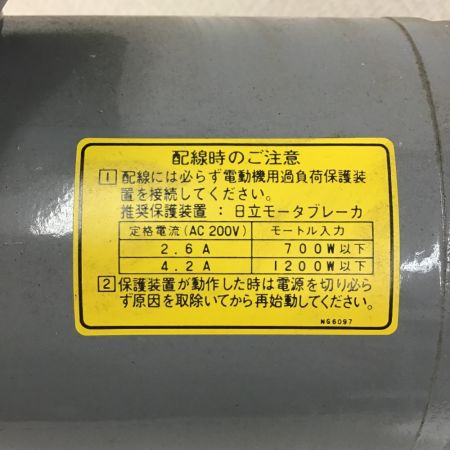 配線時のご注意
1 配線には必らず電動機用過負荷保護装
置を接続してください。
推奨保護装置：日立モータブレーカ
定格電流(AC200V) モートル入力
2.6A 700W以下
4.2A 1200W以下
2 保護装置が動作した時は電源を切り必ら
ず原因を取除いてから再始動してください。
NG6097